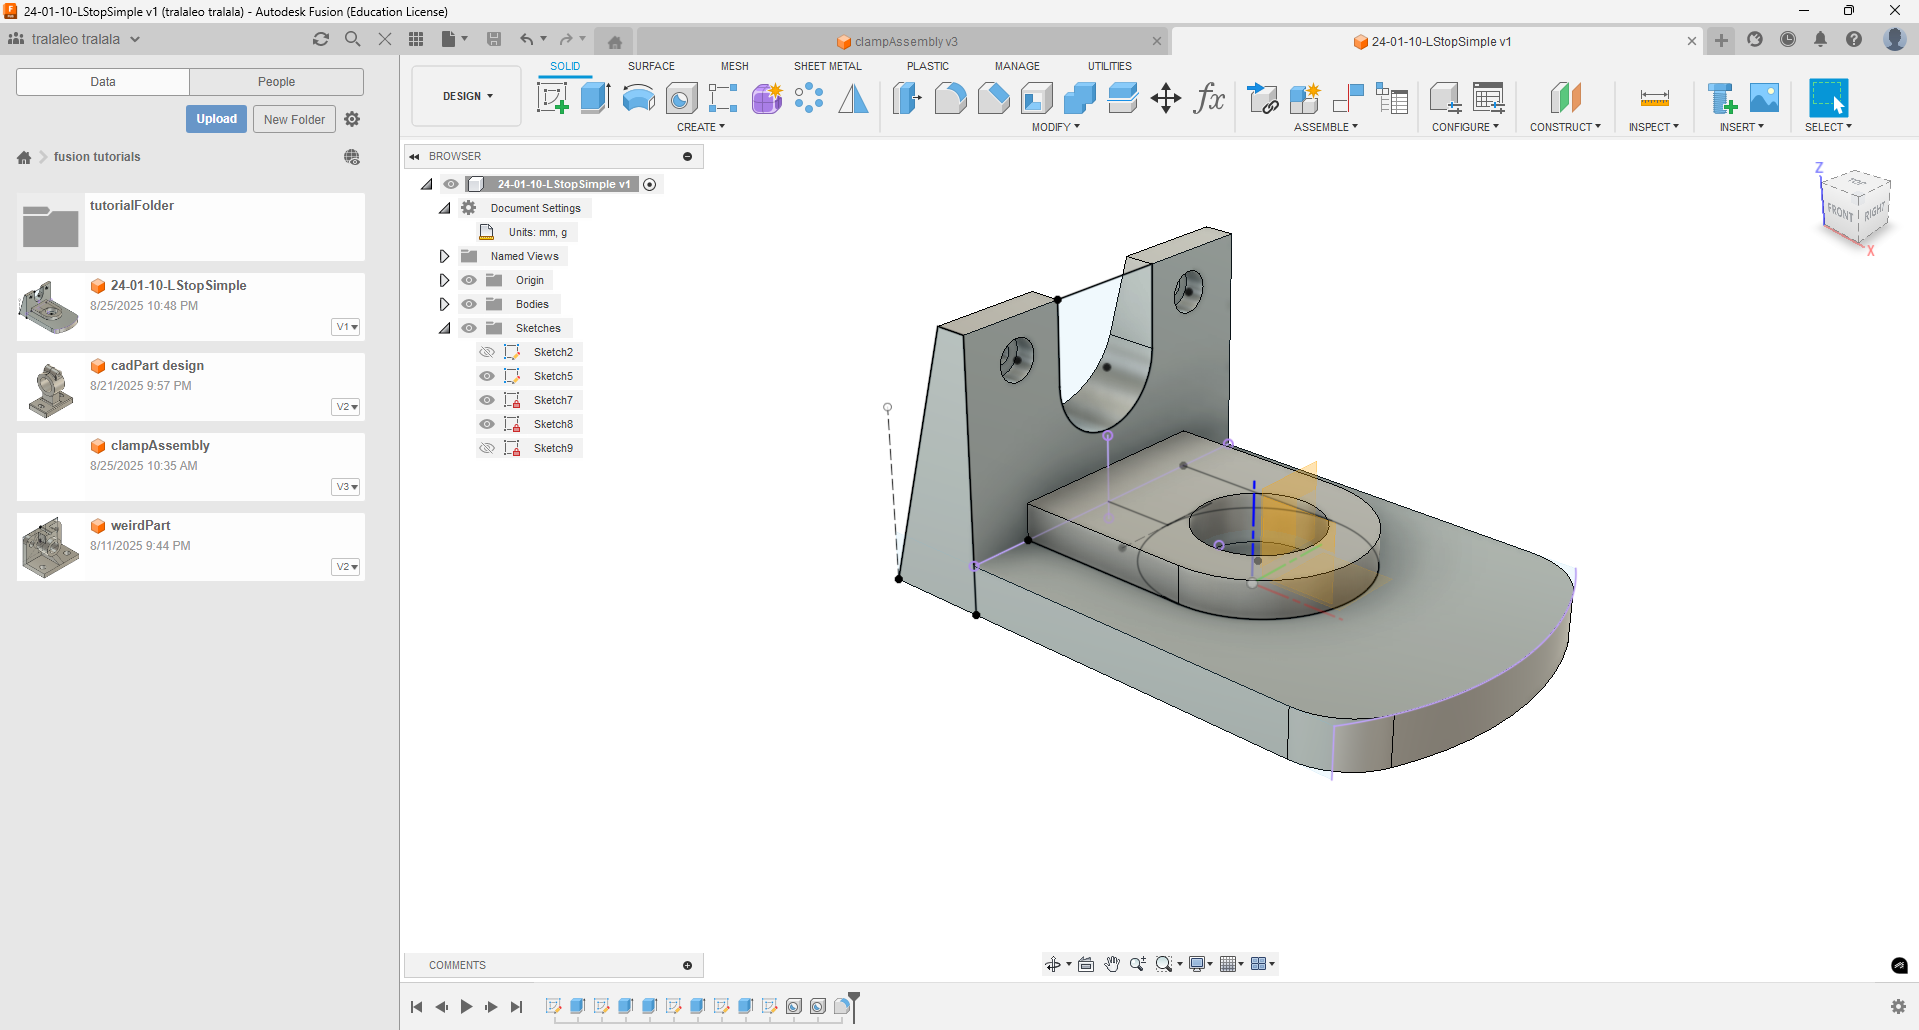 24-01-10-LStopSimple v1 (tralaleo tralala) - Autodesk Fusion (Education License)
tralaleo tralala
clampAssembly v3
24-01-10-LStopSimple v1
Data
People
Upload
New Folder
fusion tutorials
tutorialFolder
24-01-10-LStopSimple
8/25/2025 10:48 PM
V1
cadPart design
8/21/2025 9:57 PM
V2
clampAssembly
8/25/2025 10:35 AM
V3
weirdPart
8/11/2025 9:44 PM
V2
DESIGN
SOLID
SURFACE
MESH
SHEET METAL
PLASTIC
MANAGE
UTILITIES
fx
CREATE
MODIFY
ASSEMBLE
CONFIGURE
CONSTRUCT
INSPECT
INSERT
SELECT
BROWSER
24-01-10-LStopSimple v1
Document Settings
Units: mm, g
Named Views
Origin
Bodies
Sketches
Sketch2
Sketch5
Sketch7
Sketch8
Sketch9
Z
TOP
FRONT
RIGHT
X
COMMENTS